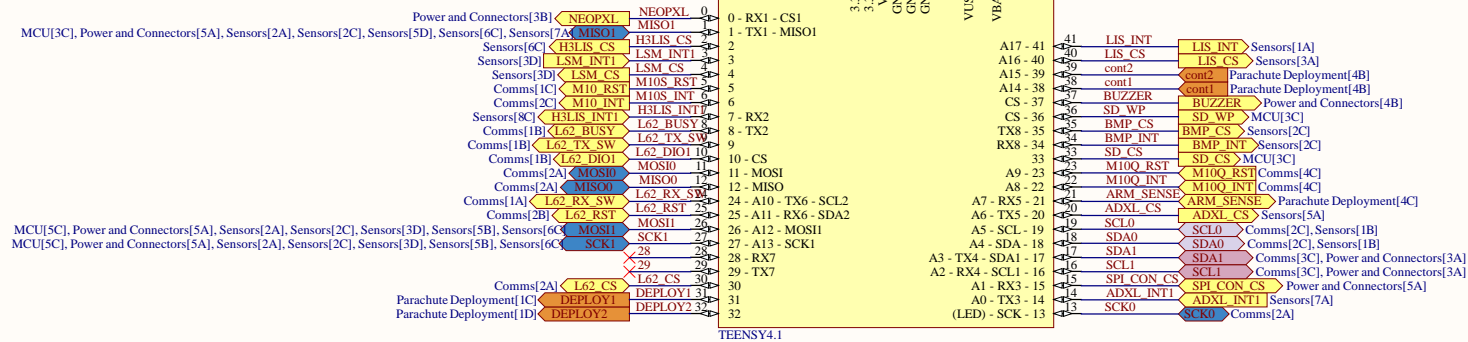 3.3 V GND GND GND VUS VBA
Power and Connectors[3B] NEOPXL NEOPXL 0 0 - RX1 - CS1
MCU[3C], Power and Connectors[5A], Sensors[2A], Sensors[2C], Sensors[5D], Sensors[6C], Sensors[7A] MISO1 MISO1 1 1 - TX1 - MISO1
Sensors[6C] H3LIS_CS H3LIS_CS 2 2 A17 - 41 41 LIS_INT LIS_INT Sensors[1A]
Sensors[3D] LSM_INT1 LSM_INT1 3 3 A16 - 40 40 LIS_CS LIS_CS Sensors[3A]
Sensors[3D] LSM_CS LSM_CS 4 4 A15 - 39 39 cont2 cont2 Parachute Deployment[4B]
Comms[1C] M10_RST M10S_RST 5 5 A14 - 38 38 cont1 cont1 Parachute Deployment[4B]
Comms[2C] M10_INT M10S_INT 6 6 CS - 37 37 BUZZER BUZZER Power and Connectors[4B]
Sensors[8C] H3LIS_INT1 H3LIS_INT1 7 7 - RX2 CS - 36 36 SD_WP SD_WP MCU[3C]
Comms[1B] L62_BUSY L62_BUSY 8 8 - TX2 TX8 - 35 35 BMP_CS BMP_CS Sensors[2C]
Comms[1B] L62_TX_SW L62_TX_SW 9 9 RX8 - 34 34 BMP_INT BMP_INT Sensors[2C]
Comms[1B] L62_DIO1 L62_DIO1 10 10 - CS 33 33 SD_CS SD_CS MCU[3C]
Comms[2A] MOSI0 MOSI0 11 11 - MOSI A9 - 23 23 M10Q_RST M10Q_RST Comms[4C]
Comms[2A] MISO0 MISO0 12 12 - MISO A8 - 22 22 M10Q_INT M10Q_INT Comms[4C]
Comms[1A] L62_RX_SW L62_RX_SW 24 24 - A10 - TX6 - SCL2 A7 - RX5 - 21 21 ARM_SENSE ARM_SENSE Parachute Deployment[4C]
Comms[2B] L62_RST L62_RST 25 25 - A11 - RX6 - SDA2 A6 - TX5 - 20 20 ADXL_CS ADXL_CS Sensors[5A]
MCU[5C], Power and Connectors[5A], Sensors[2A], Sensors[2C], Sensors[3D], Sensors[5B], Sensors[6C] MOSI1 MOSI1 26 26 - A12 - MOSI1 A5 - SCL - 19 19 SCL0 SCL0 Comms[2C], Sensors[1B]
MCU[5C], Power and Connectors[5A], Sensors[2A], Sensors[2C], Sensors[3D], Sensors[5B], Sensors[6C] SCK1 SCK1 27 27 - A13 - SCK1 A4 - SDA - 18 18 SDA0 SDA0 Comms[2C], Sensors[1B]
28 28 28 - RX7 A3 - TX4 - SDA1 - 17 17 SDA1 SDA1 Comms[3C], Power and Connectors[3A]
29 29 29 - TX7 A2 - RX4 - SCL1 - 16 16 SCL1 SCL1 Comms[3C], Power and Connectors[3A]
Comms[2A] L62_CS L62_CS 30 30 A1 - RX3 - 15 15 SPI_CON_CS SPI_CON_CS Power and Connectors[5A]
Parachute Deployment[1C] DEPLOY1 DEPLOY1 31 31 A0 - TX3 - 14 14 ADXL_INT1 ADXL_INT1 Sensors[7A]
Parachute Deployment[1D] DEPLOY2 DEPLOY2 32 32 (LED) - SCK - 13 13 SCK0 SCK0 Comms[2A]
TEENSY4.1